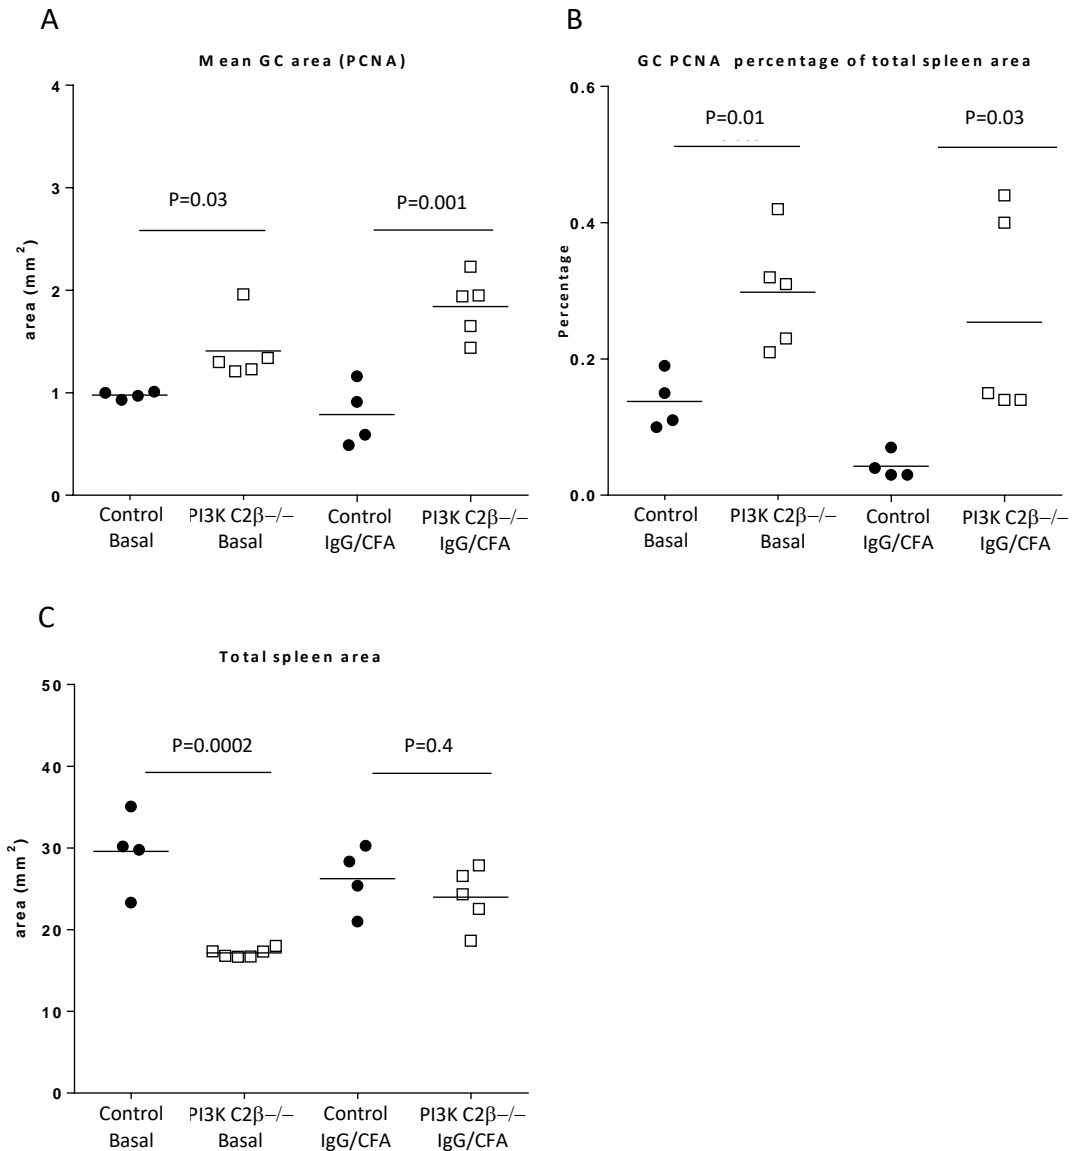 A
Mean GC area (PCNA)
4
3
2
1
0
area (mm²)
P=0.03
P=0.001
Control
Basal
PI3K C2β−/−
Basal
Control
IgG/CFA
PI3K C2β−/−
IgG/CFA
B
GC PCNA percentage of total spleen area
0.6
0.4
0.2
0.0
Percentage
P=0.01
P=0.03
Control
Basal
PI3K C2β−/−
Basal
Control
IgG/CFA
PI3K C2β−/−
IgG/CFA
C
Total spleen area
50
40
30
20
10
0
area (mm²)
P=0.0002
P=0.4
Control
Basal
PI3K C2β−/−
Basal
Control
IgG/CFA
PI3K C2β−/−
IgG/CFA